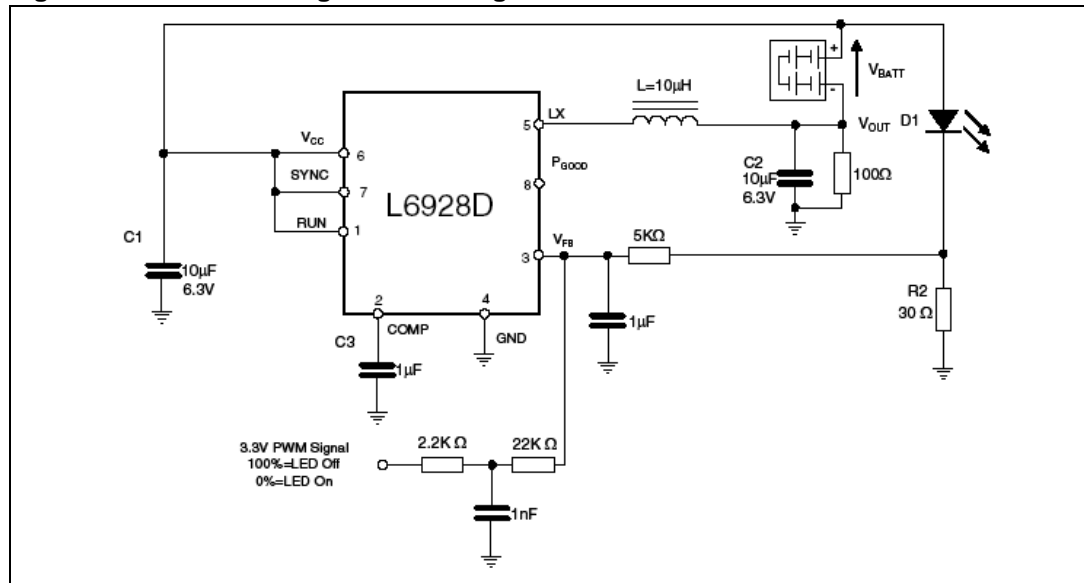 L=10μH
+
-
V_BATT
V_OUT
D1
LX
5
V_CC
6
SYNC
7
RUN
1
P_GOOD
8
L6928D
C2
10μF
6.3V
100Ω
C1
10μF
6.3V
V_FB
3
5KΩ
R2
30 Ω
2
COMP
4
GND
C3
1μF
1μF
3.3V PWM Signal
100%=LED Off
0%=LED On
2.2K Ω
22K Ω
1nF